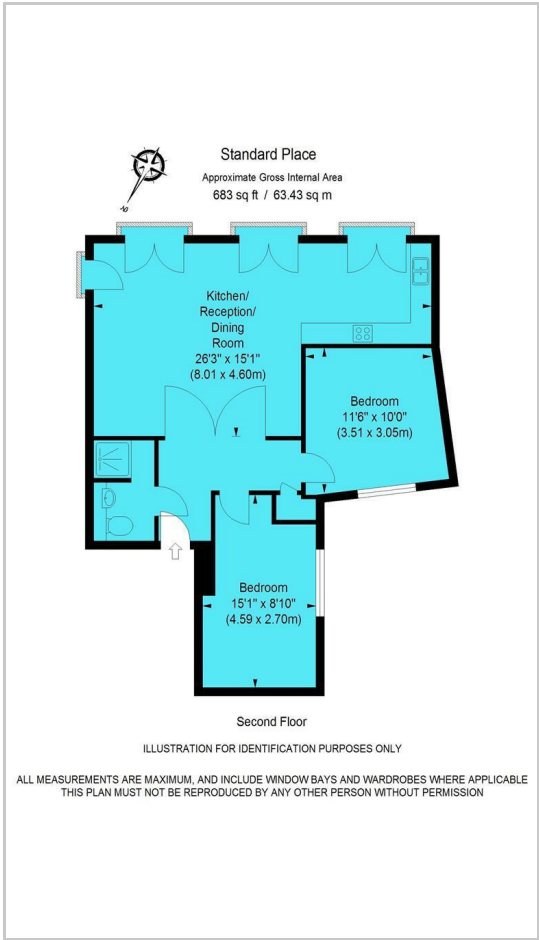 Standard Place
Approximate Gross Internal Area
683 sq ft / 63.43 sq m
N
Kitchen/
Reception/
Dining
Room
26'3" x 15'1"
(8.01 x 4.60m)
Bedroom
11'6" x 10'0"
(3.51 x 3.05m)
Bedroom
15'1" x 8'10"
(4.59 x 2.70m)
Second Floor
ILLUSTRATION FOR IDENTIFICATION PURPOSES ONLY
ALL MEASUREMENTS ARE MAXIMUM, AND INCLUDE WINDOW BAYS AND WARDROBES WHERE APPLICABLE
THIS PLAN MUST NOT BE REPRODUCED BY ANY OTHER PERSON WITHOUT PERMISSION